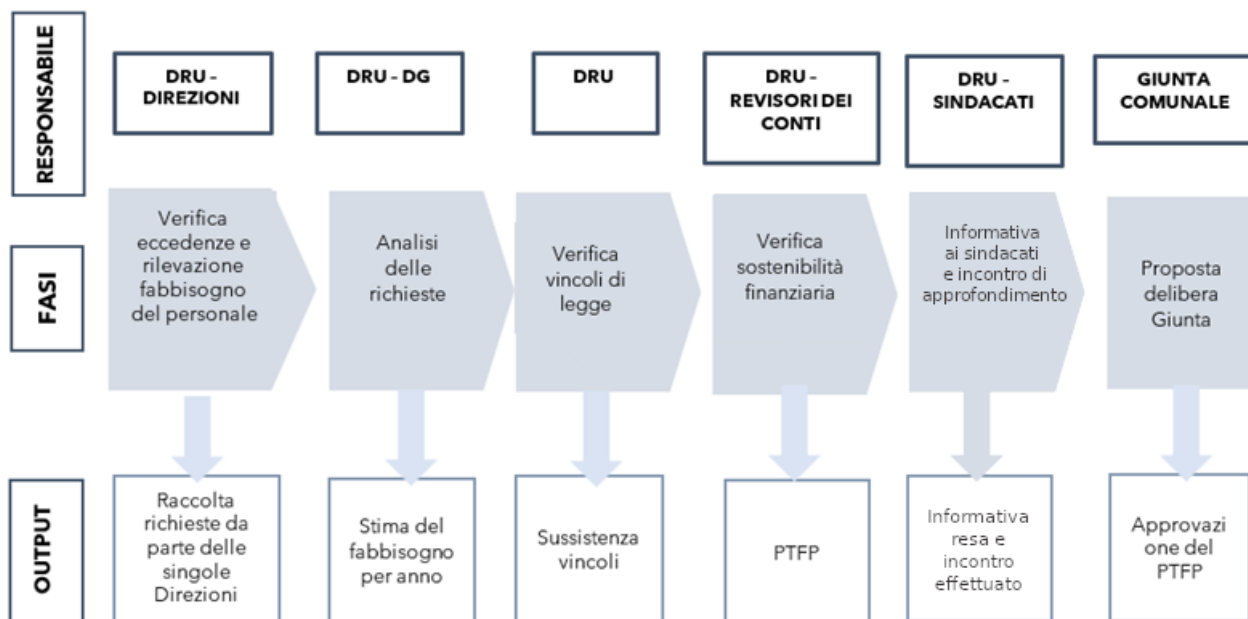 RESPONSABILE
DRU -
DIREZIONI
DRU - DG
DRU
DRU -
REVISORI DEI
CONTI
DRU -
SINDACATI
GIUNTA
COMUNALE
FASI
Verifica
eccedenze e
rilevazione
fabbisogno
del personale
Analisi
delle
richieste
Verifica
vincoli di
legge
Verifica
sostenibilità
finanziaria
Informativa
ai sindacati
e incontro di
approfondimento
Proposta
delibera
Giunta
OUTPUT
Raccolta
richieste da
parte delle
singole
Direzioni
Stima del
fabbisogno
per anno
Sussistenza
vincoli
PTFP
Informativa
resa e
incontro
effettuato
Approvazi
one del
PTFP